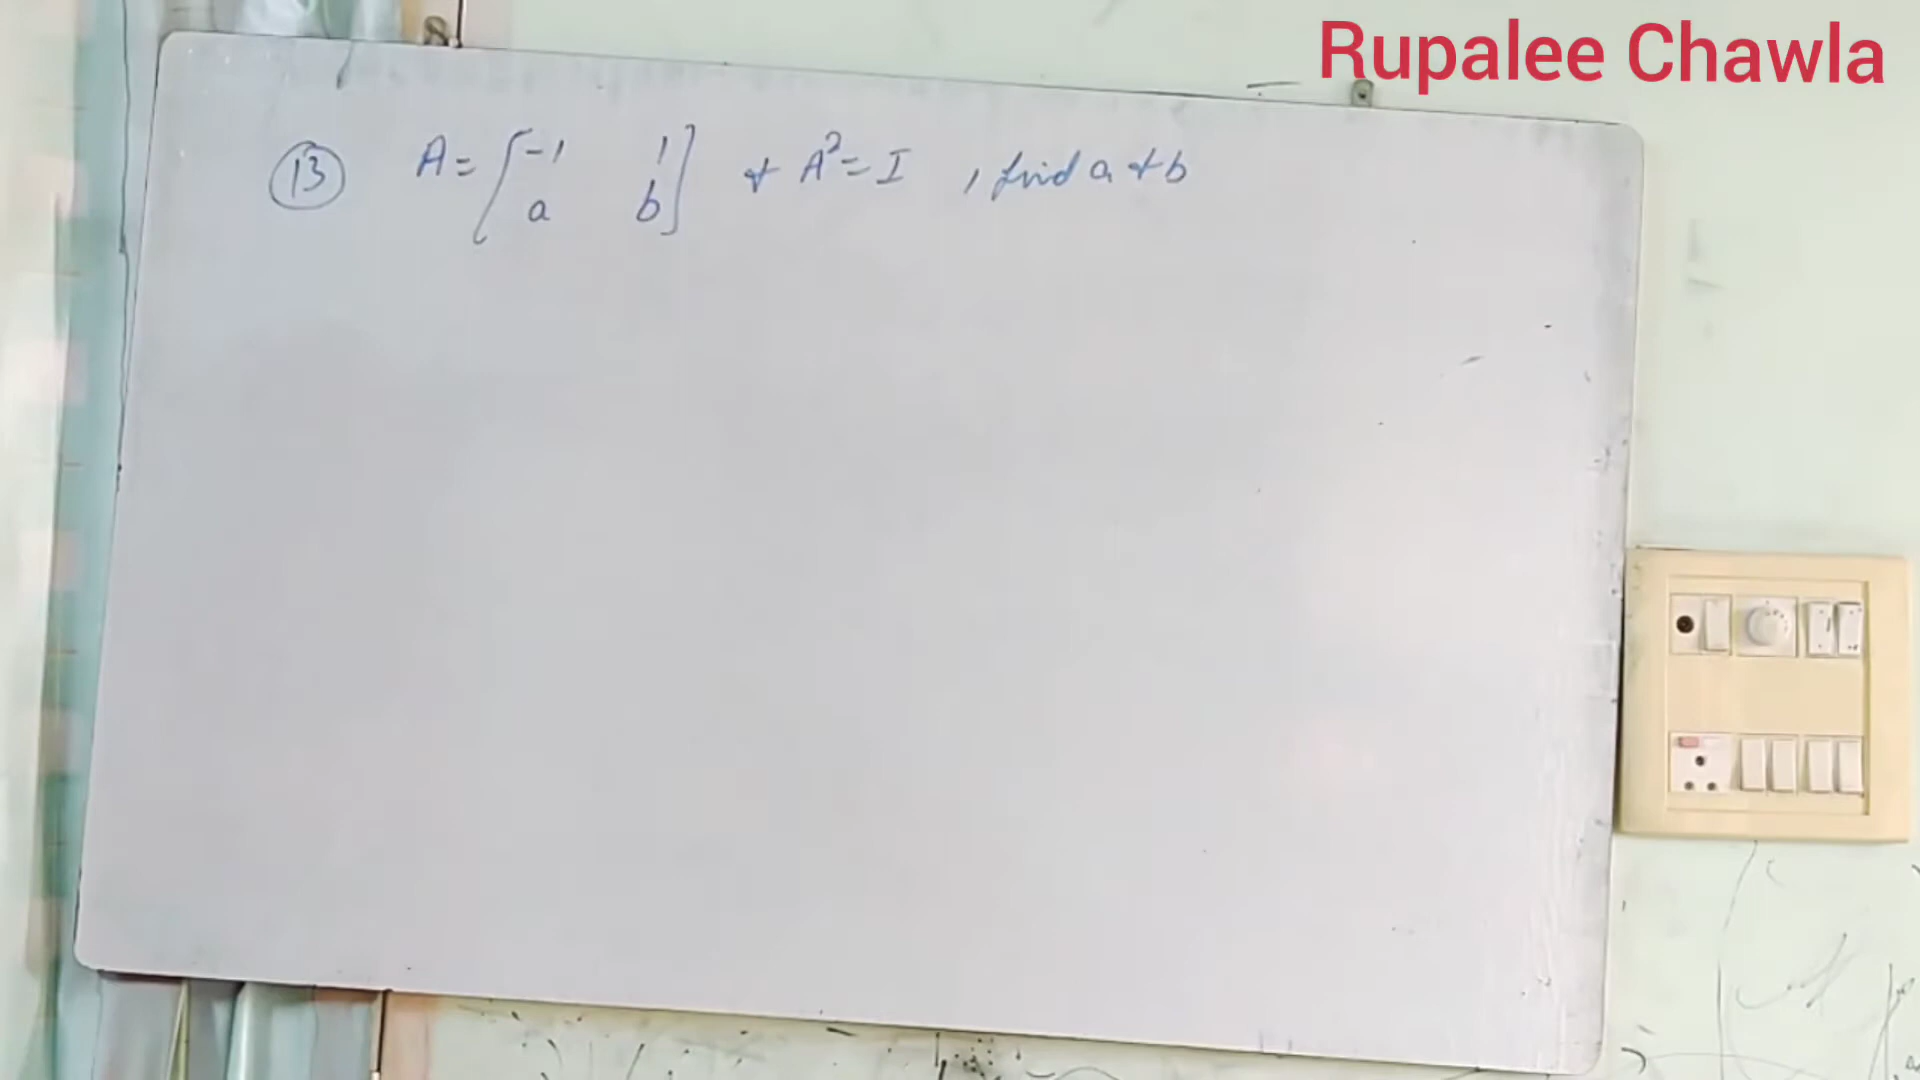 Rupalee Chawla
13 A = [-1 1] & A² = I , find a & b
[a b]